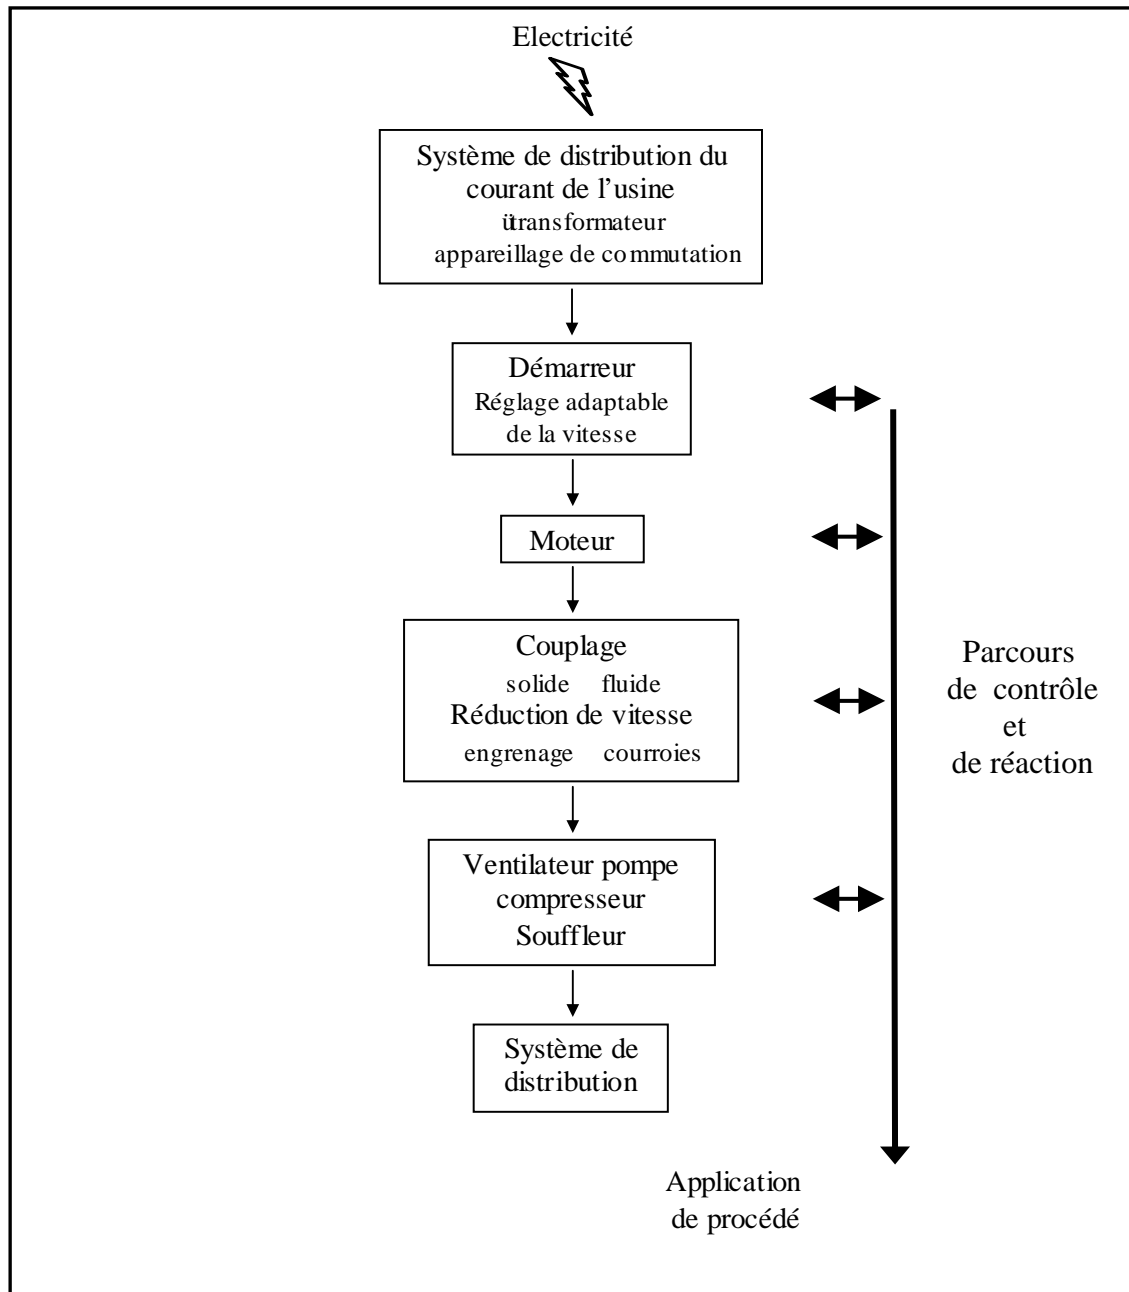 Electricité
Système de distribution du
courant de l'usine
ütransformateur
appareillage de commutation
Démarreur
Réglage adaptable
de la vitesse
Moteur
Couplage
solide fluide
Réduction de vitesse
engrenage courroies
Parcours
de contrôle
et
de réaction
Ventilateur pompe
compresseur
Souffleur
Système de
distribution
Application
de procédé